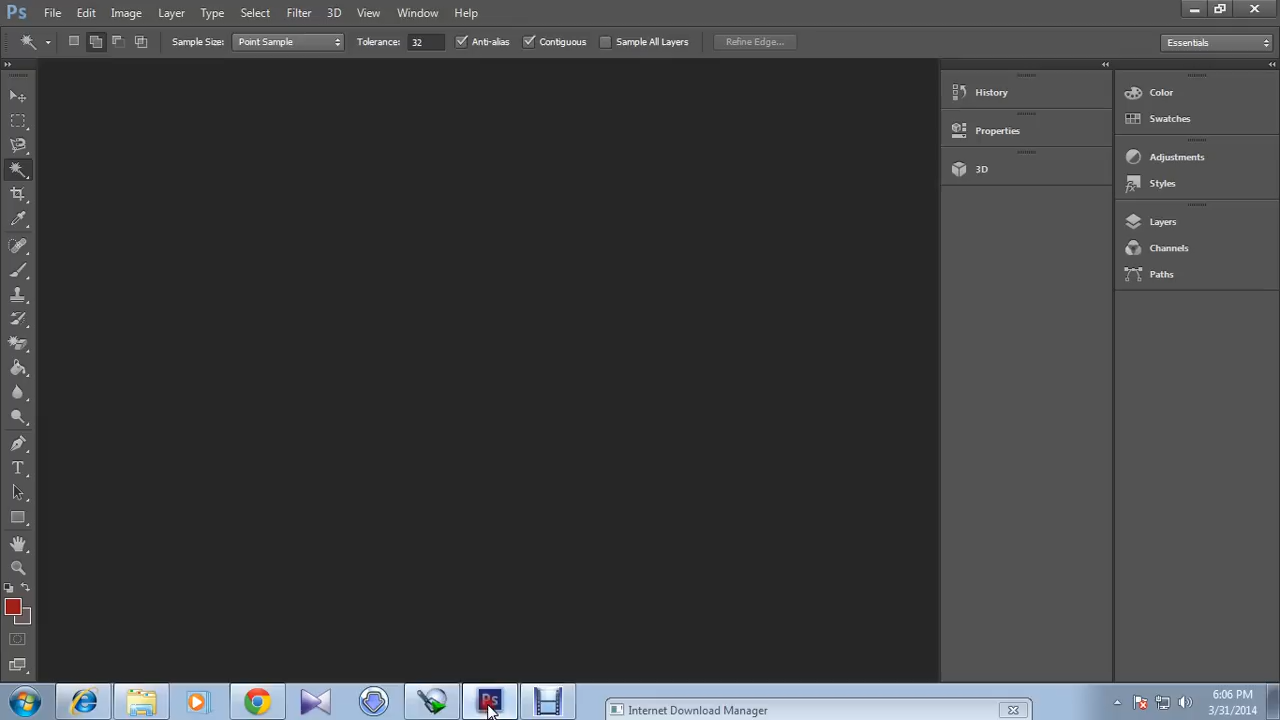 Ps File Edit Image Layer Type Select Filter 3D View Window Help
Sample Size: Point Sample Tolerance: 32 Anti-alias Contiguous Sample All Layers Refine Edge... Essentials
History
Properties
3D
Color
Swatches
Adjustments
Styles
Layers
Channels
Paths
T
Ps
Internet Download Manager
6:06 PM
3/31/2014